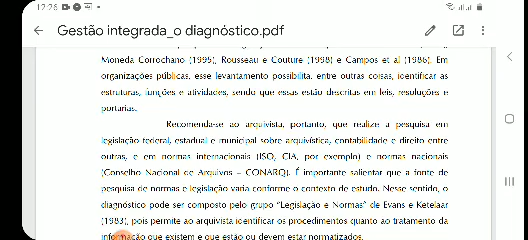 12:26
Gestão integrada_o diagnóstico.pdf
Moneda Corrochano (1995), Rousseau e Couture (1998) e Campos et al (1986). Em
organizações públicas, esse levantamento possibilita, entre outras coisas, identificar as
estruturas, funções e atividades, sendo que essas estão descritas em leis, resoluções e
portarias.
Recomenda-se ao arquivista, portanto, que realize a pesquisa em
legislação federal, estadual e municipal sobre arquivística, contabilidade e direito entre
outras, e em normas internacionais (ISO, CIA, por exemplo) e normas nacionais
(Conselho Nacional de Arquivos – CONARQ). É importante salientar que a fonte de
pesquisa de normas e legislação varia conforme o contexto de estudo. Nesse sentido, o
diagnóstico pode ser composto pelo grupo “Legislação e Normas” de Evans e Ketelaar
(1983), pois permite ao arquivista identificar os procedimentos quanto ao tratamento da
informação que existem e que estão ou devem estar normatizados.